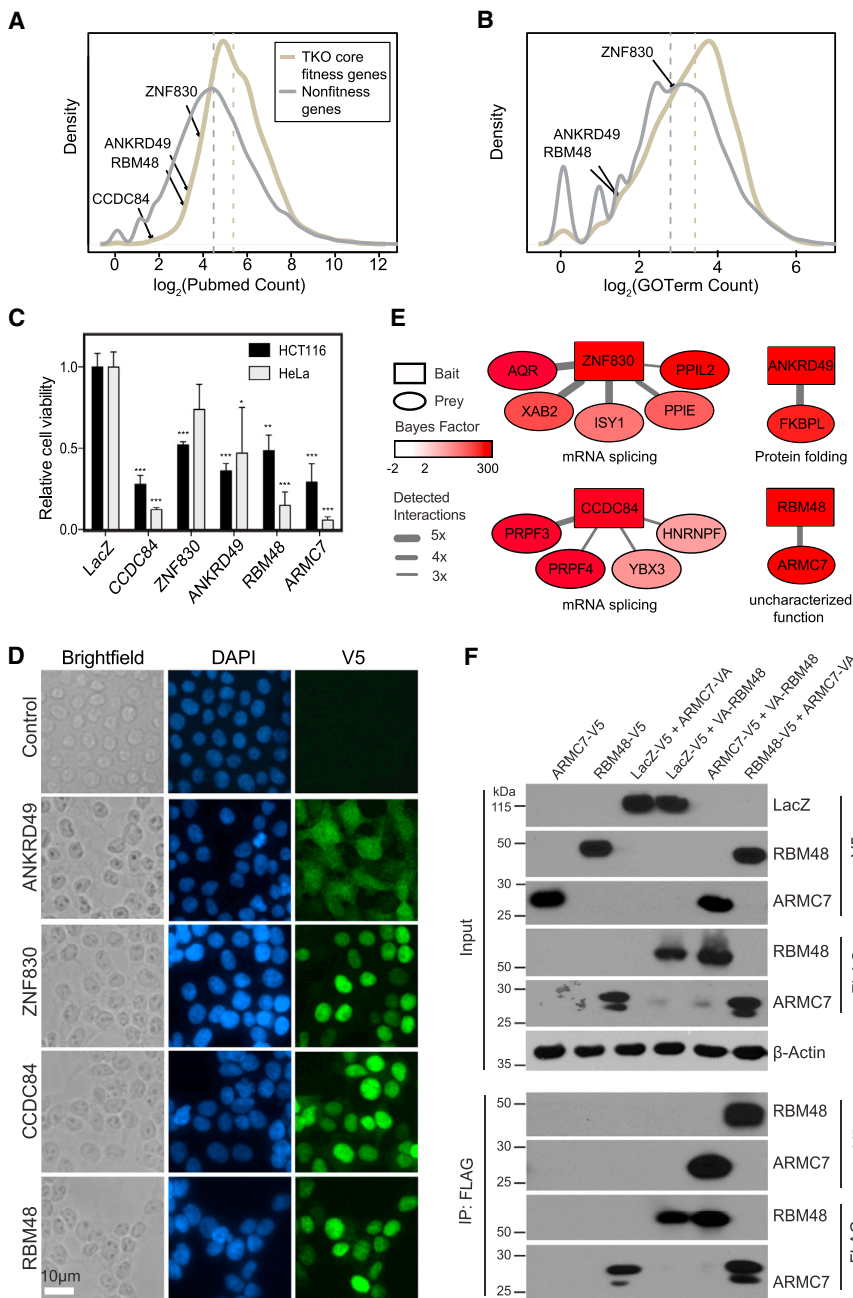 A
TKO core
fitness genes
Nonfitness
genes
ZNF830
ANKRD49
RBM48
CCDC84
Density
0 2 4 6 8 10 12
log2(Pubmed Count)
B
ZNF830
ANKRD49
RBM48
Density
0 2 4 6
log2(GOTerm Count)
C
HCT116
HeLa
Relative cell viability
1.0
0.5
0.0
*** *** *** *** * ** *** *** ***
LacZ
CCDC84
ZNF830
ANKRD49
RBM48
ARMC7
E
Bait
Prey
Bayes Factor
-2 2 300
Detected
Interactions
5x
4x
3x
ZNF830
AQR
PPIL2
XAB2
ISY1
PPIE
mRNA splicing
ANKRD49
FKBPL
Protein folding
CCDC84
PRPF3
HNRNPF
PRPF4
YBX3
mRNA splicing
RBM48
ARMC7
uncharacterized
function
D
Brightfield DAPI V5
Control
ANKRD49
ZNF830
CCDC84
RBM48
10µm
F
ARMC7-V5
RBM48-V5
LacZ-V5 + ARMC7-VA
LacZ-V5 + VA-RBM48
ARMC7-V5 + VA-RBM48
RBM48-V5 + ARMC7-VA
kDa
Input
115 LacZ
50 RBM48
30 ARMC7
25
RBM48
50
30 ARMC7
25
β-Actin
35
IP: FLAG
50 RBM48
30 ARMC7
25
RBM48
50
30 ARMC7
25